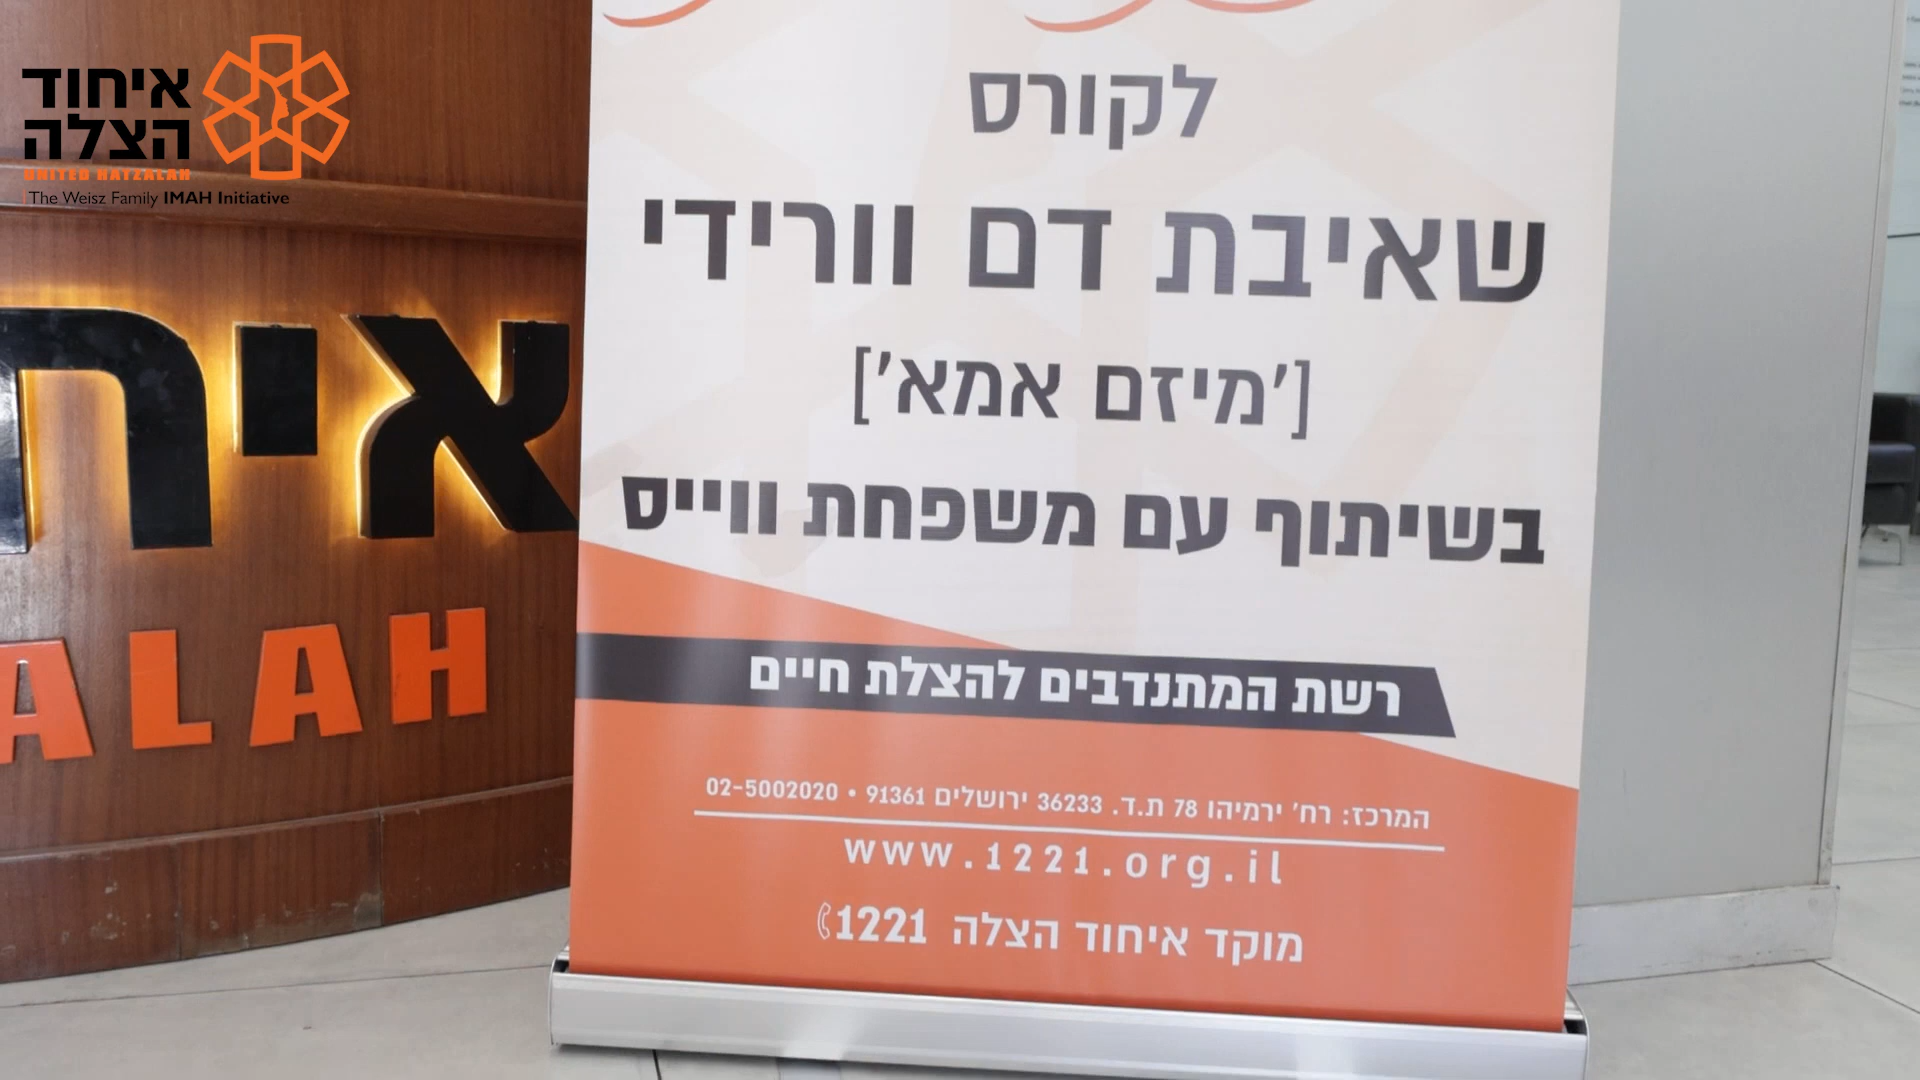 איחוד
הצלה
UNITED HATZALAH
The Weisz Family IMAH Initiative
לקורס
שאיבת דם וורידי
['מיזם אמא']
בשיתוף עם משפחת ווייס
רשת המתנדבים להצלת חיים
המרכז: רח' ירמיהו 78 ת.ד. 36233 ירושלים 91361 • 02-5002020
www.1221.org.il
מוקד איחוד הצלה 1221
איח
ALAH